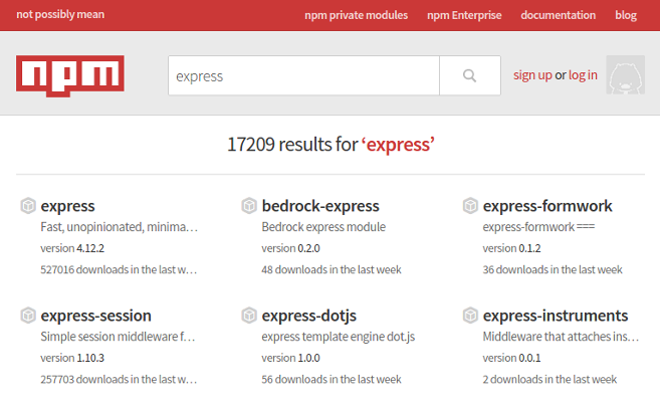 not possibly mean
npm private modules npm Enterprise documentation blog
npm
express
sign up or log in
17209 results for ‘express’
express
Fast, unopinionated, minima…
version 4.12.2
527016 downloads in the last w…
bedrock-express
Bedrock express module
version 0.2.0
48 downloads in the last week
express-formwork
express-formwork ===
version 0.1.2
36 downloads in the last week
express-session
Simple session middleware f…
version 1.10.3
257703 downloads in the last w…
express-dotjs
express template engine dot.js
version 1.0.0
56 downloads in the last week
express-instruments
Middleware that attaches ins…
version 0.0.1
2 downloads in the last week